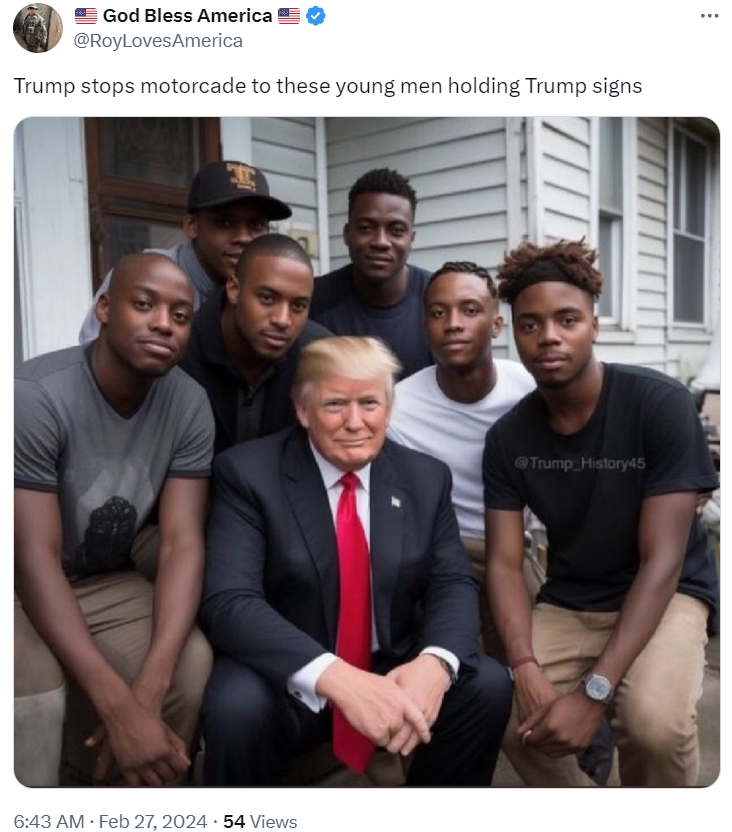 God Bless America
@RoyLovesAmerica
Trump stops motorcade to these young men holding Trump signs
@Trump_History45
6:43 AM · Feb 27, 2024 · 54 Views